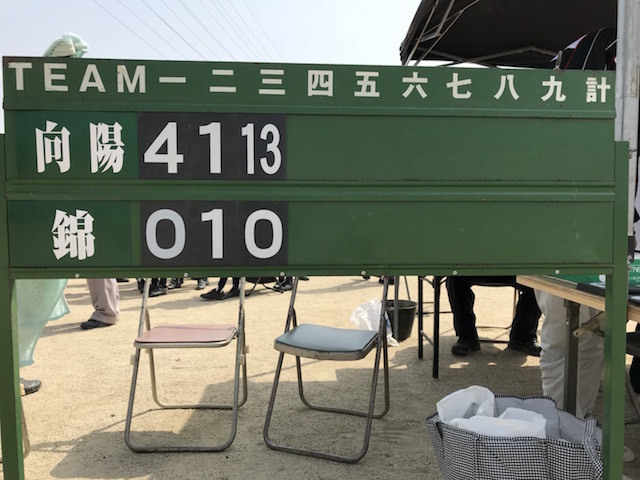 TEAM 一 二 三 四 五 六 七 八 九 計
向陽 4 1 13
錦 0 1 0